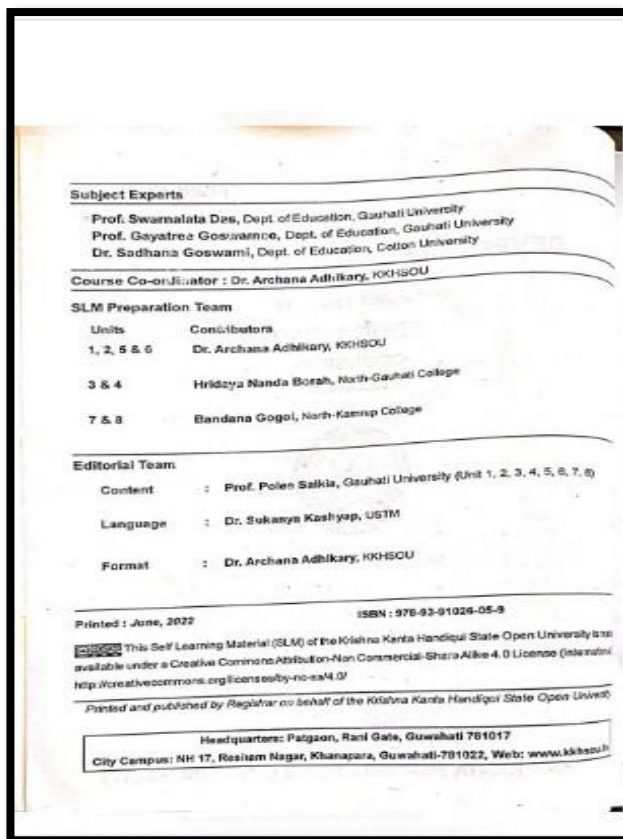 Subject Experts
Prof. Swarnalata Das, Dept. of Education, Gauhati University
Prof. Gayatree Goswamee, Dept. of Education, Gauhati University
Dr. Sadhana Goswami, Dept. of Education, Cotton University
Course Co-ordinator : Dr. Archana Adhikary, KKHSOU
SLM Preparation Team
Units Contributors
1, 2, 5 & 6 Dr. Archana Adhikary, KKHSOU
3 & 4 Hridaya Nanda Borah, North-Gauhati College
7 & 8 Bandana Gogoi, North-Kamrup College
Editorial Team
Content : Prof. Polee Saikia, Gauhati University (Unit 1, 2, 3, 4, 5, 6, 7, 8)
Language : Dr. Sukanya Kashyap, USTM
Format : Dr. Archana Adhikary, KKHSOU
Printed : June, 2022 ISBN : 978-93-91026-05-9
This Self Learning Material (SLM) of the Krishna Kanta Handiqui State Open University is
available under a Creative Commons Attribution-Non Commercial-Share Alike 4.0 License
http://creativecommons.org/licenses/by-nc-sa/4.0/
Printed and published by Registrar on behalf of the Krishna Kanta Handiqui State Open
Headquarters: Patgaon, Rani Gate, Guwahati 781017
City Campus: NH 17, Resham Nagar, Khanapara, Guwahati-781022, Web: www.kkhsou.